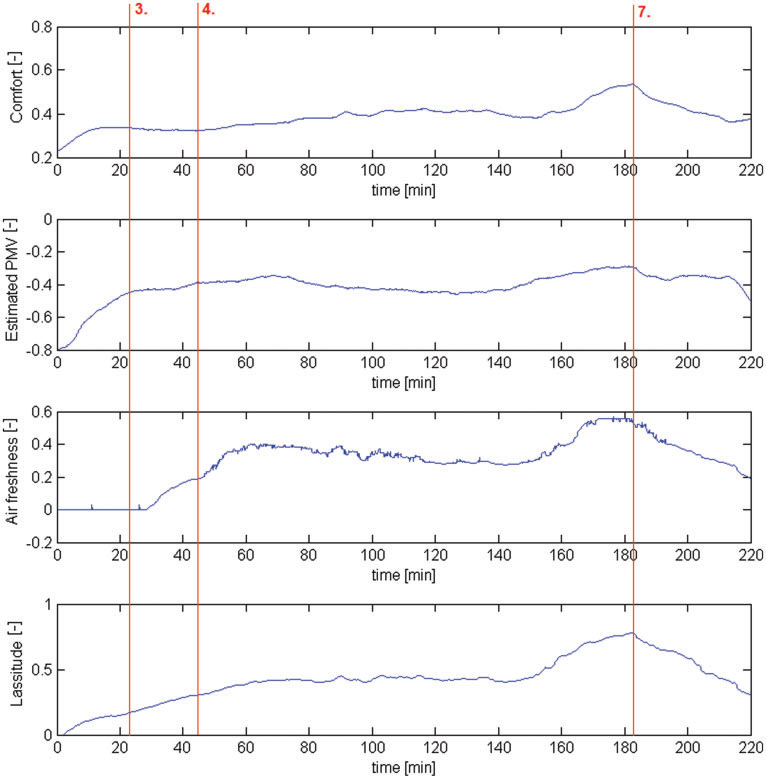 3. 4. 7.
Comfort [-]
0.8
0.6
0.4
0.2
0 20 40 60 80 100 120 140 160 180 200 220
time [min]
Estimated PMV [-]
0
-0.2
-0.4
-0.6
-0.8
0 20 40 60 80 100 120 140 160 180 200 220
time [min]
Air freshness [-]
0.6
0.4
0.2
0
-0.2
0 20 40 60 80 100 120 140 160 180 200 220
time [min]
Lassitude [-]
1
0.5
0
0 20 40 60 80 100 120 140 160 180 200 220
time [min]